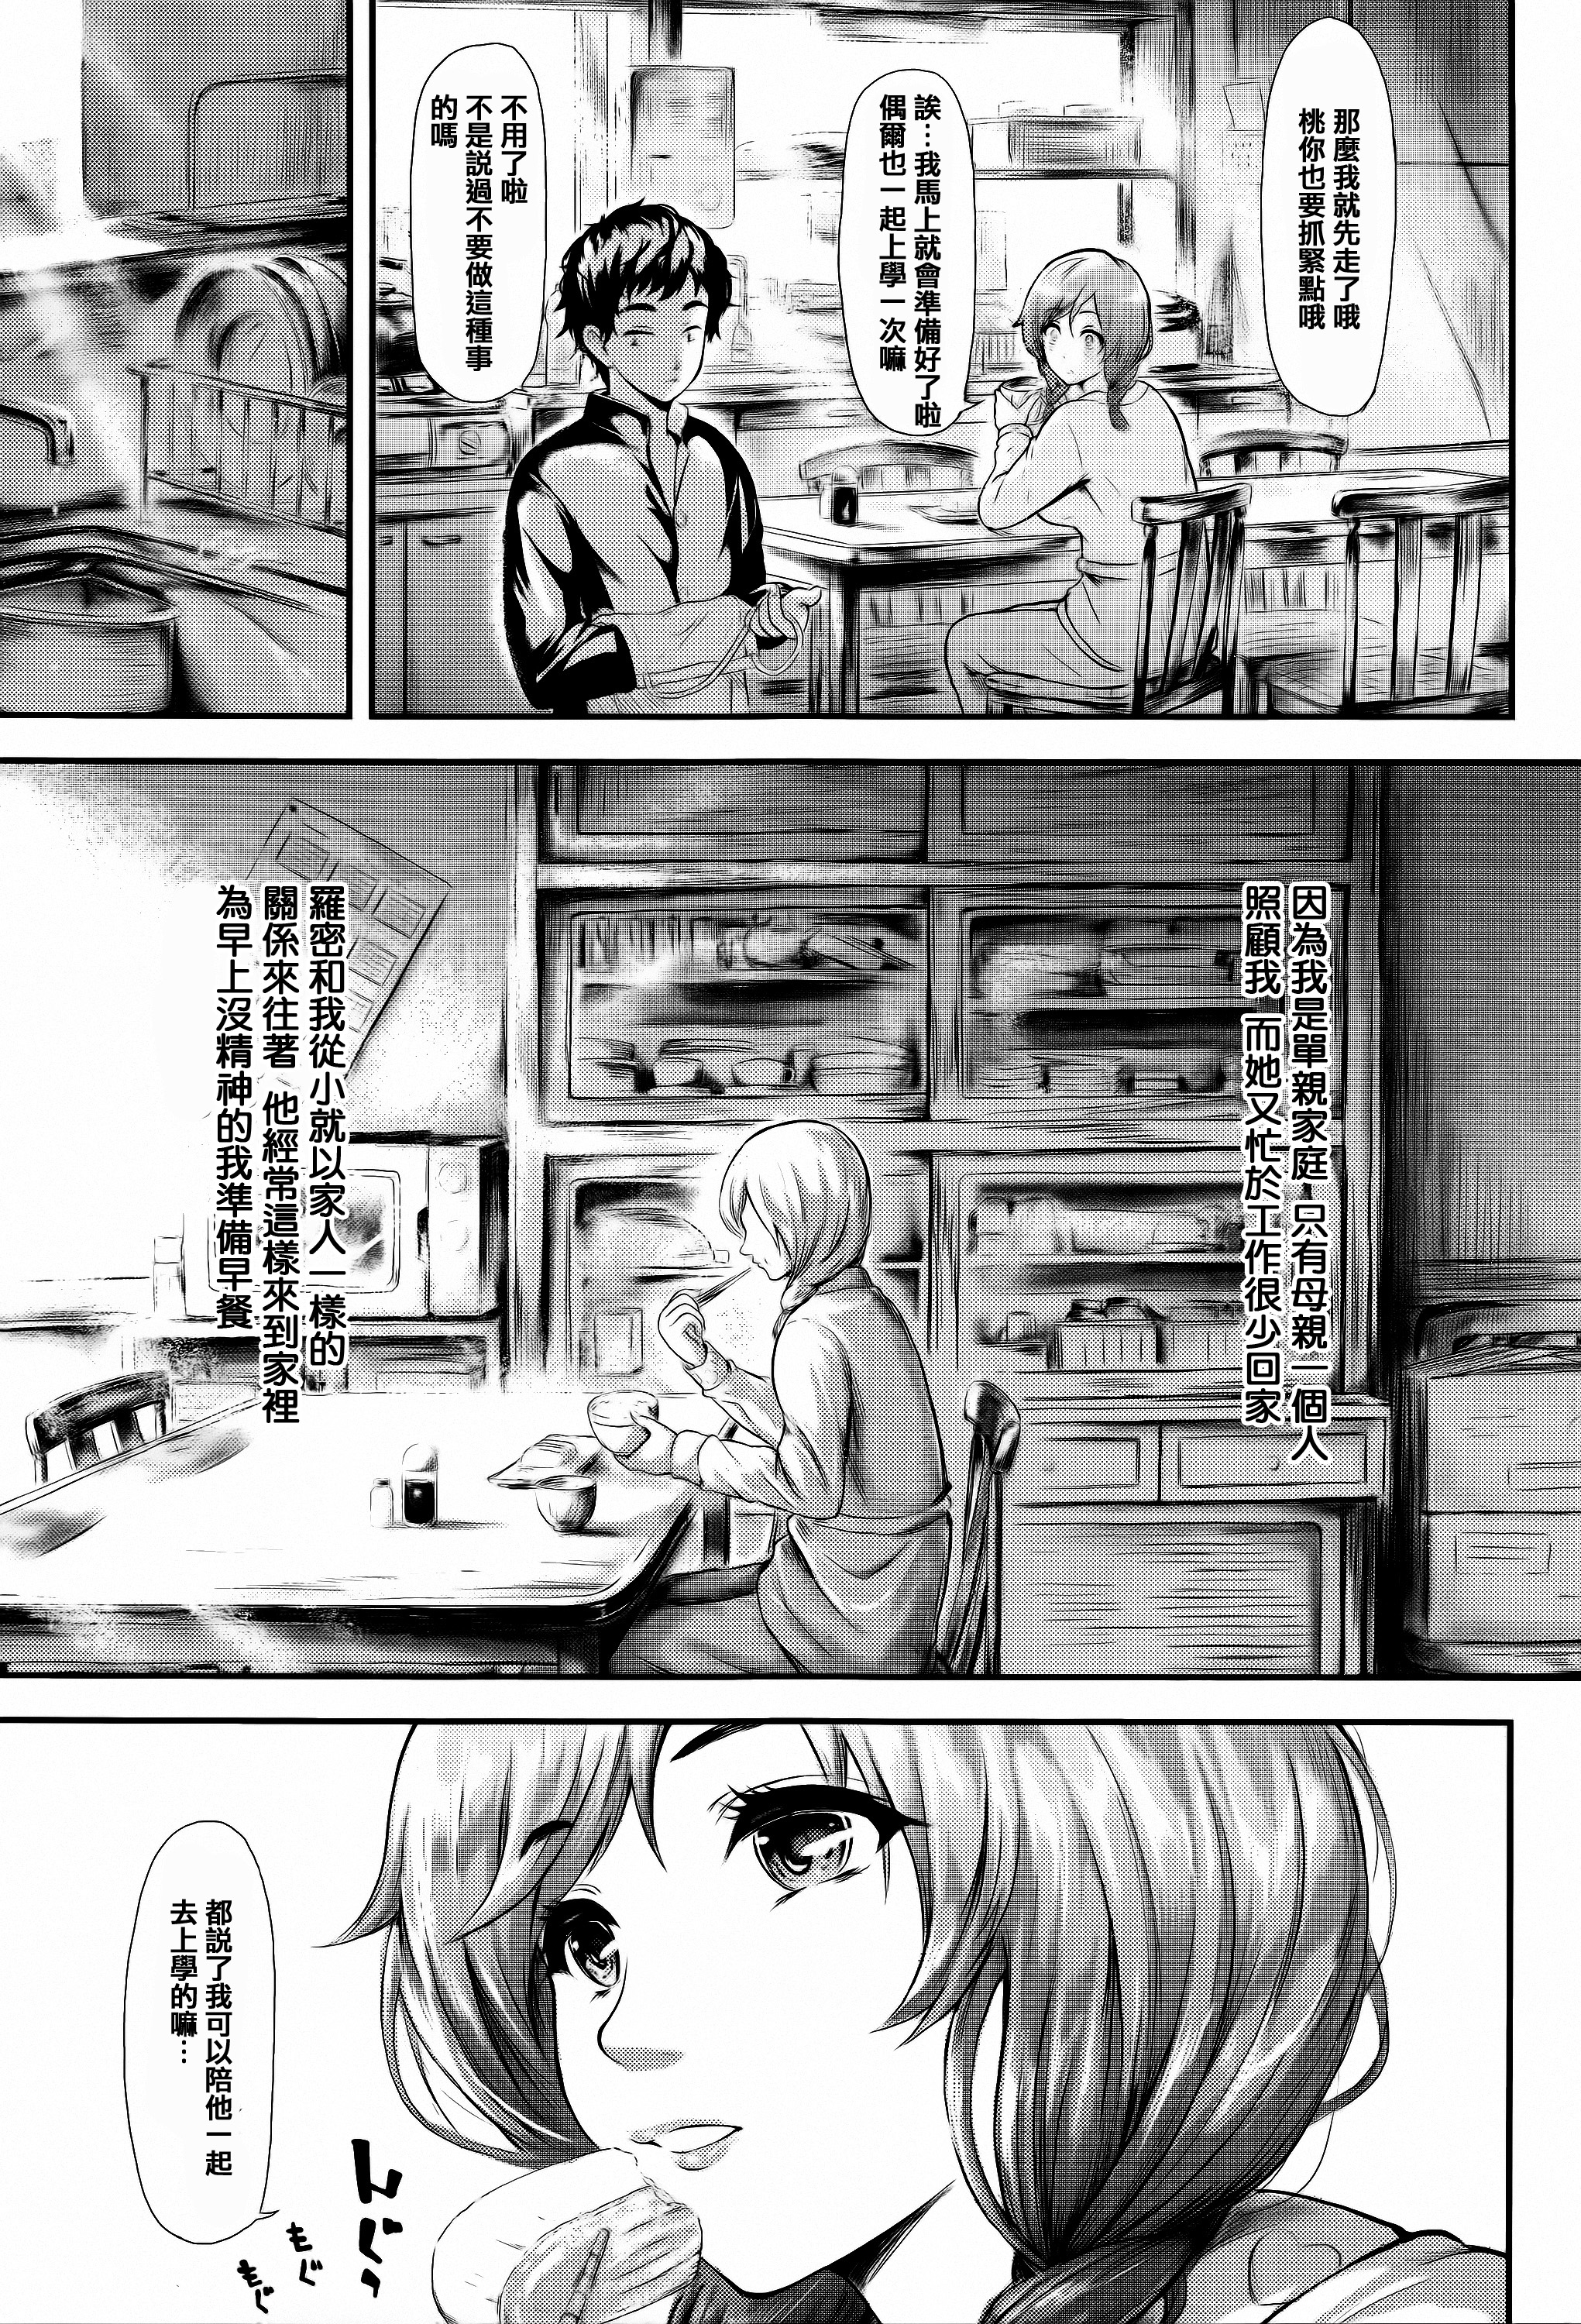 那麼我就先走了哦
桃你也要抓緊點哦
誒…我馬上就會準備好了啦
偶爾也一起上學一次嘛
不用了啦
不是説過不要做這種事
的嗎
因為我是單親家庭 只有母親一個人
照顧我 而她又忙於工作很少回家
羅密和我從小就以家人一樣的
關係來往著 他經常這樣來到家裡
為早上沒精神的我準備早餐
都説了我可以陪他一起
去上學的嘛…
んぐっ
もぐ
もぐ